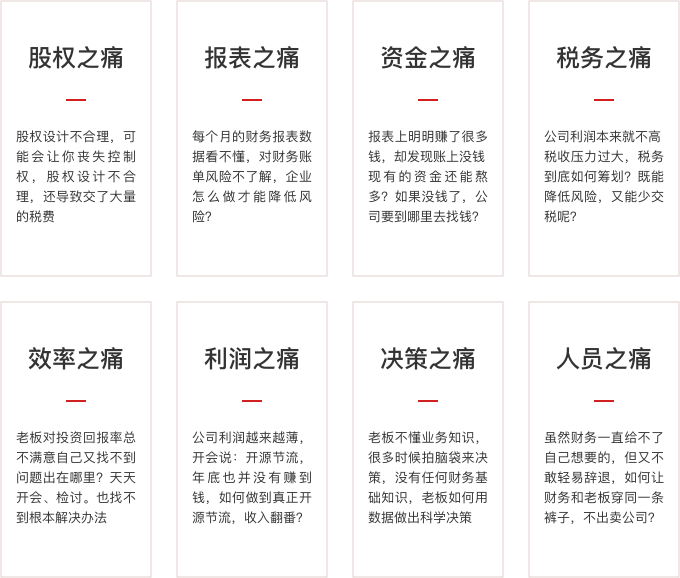 股权之痛
股权设计不合理，可
能会让你丧失控制
权，股权设计不合
理，还导致交了大量
的税费
报表之痛
每个月的财务报表数
据看不懂，对财务账
单风险不了解，企业
怎么做才能降低风
险？
资金之痛
报表上明明赚了很多
钱，却发现账上没钱
现有的资金还能熬
多？如果没钱了，公
司要到哪里去找钱？
税务之痛
公司利润本来就不高
税收压力过大，税务
到底如何筹划？既能
降低风险，又能少交
税呢？
效率之痛
老板对投资回报率总
不满意自己又找不到
问题出在哪里？天天
开会、检讨。也找不
到根本解决办法
利润之痛
公司利润越来越薄，
开会说：开源节流，
年底也并没有赚到
钱，如何做到真正开
源节流，收入翻番？
决策之痛
老板不懂业务知识，
很多时候拍脑袋来决
策，没有任何财务基
础知识，老板如何用
数据做出科学决策
人员之痛
虽然财务一直给不了
自己想要的，但又不
敢轻易辞退，如何让
财务和老板穿同一条
裤子，不出卖公司？